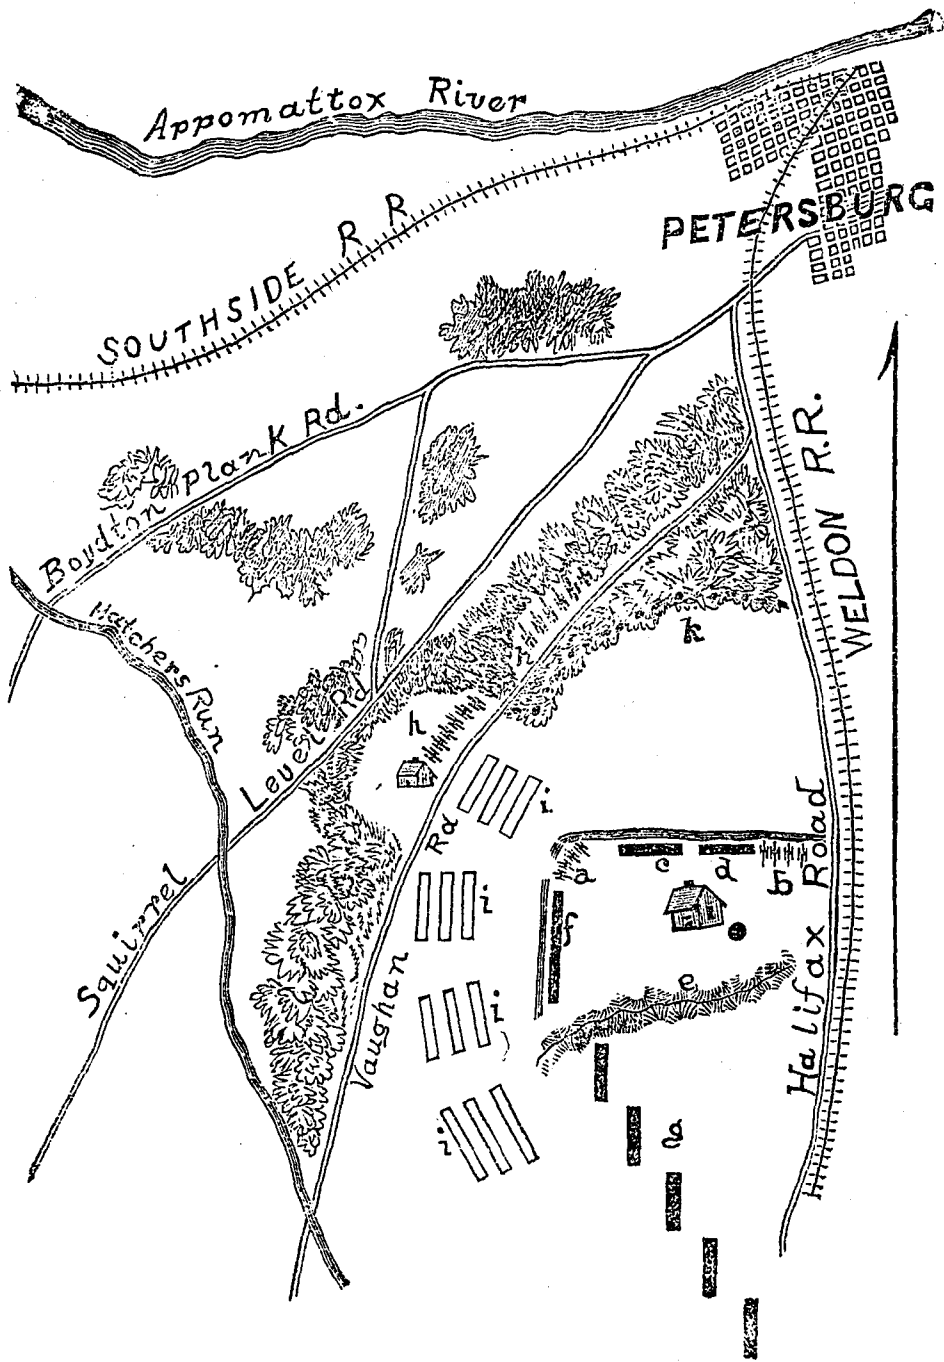 Appomattox River
PETERSBURG
SOUTHSIDE R R
Boydton Plank Rd.
WELDON R.R.
Hatchers Run
k
h
Squirrel Level Rd
i
c
d
b
a
i
f
Vaughan Rd
e
i
Halifax Road
i